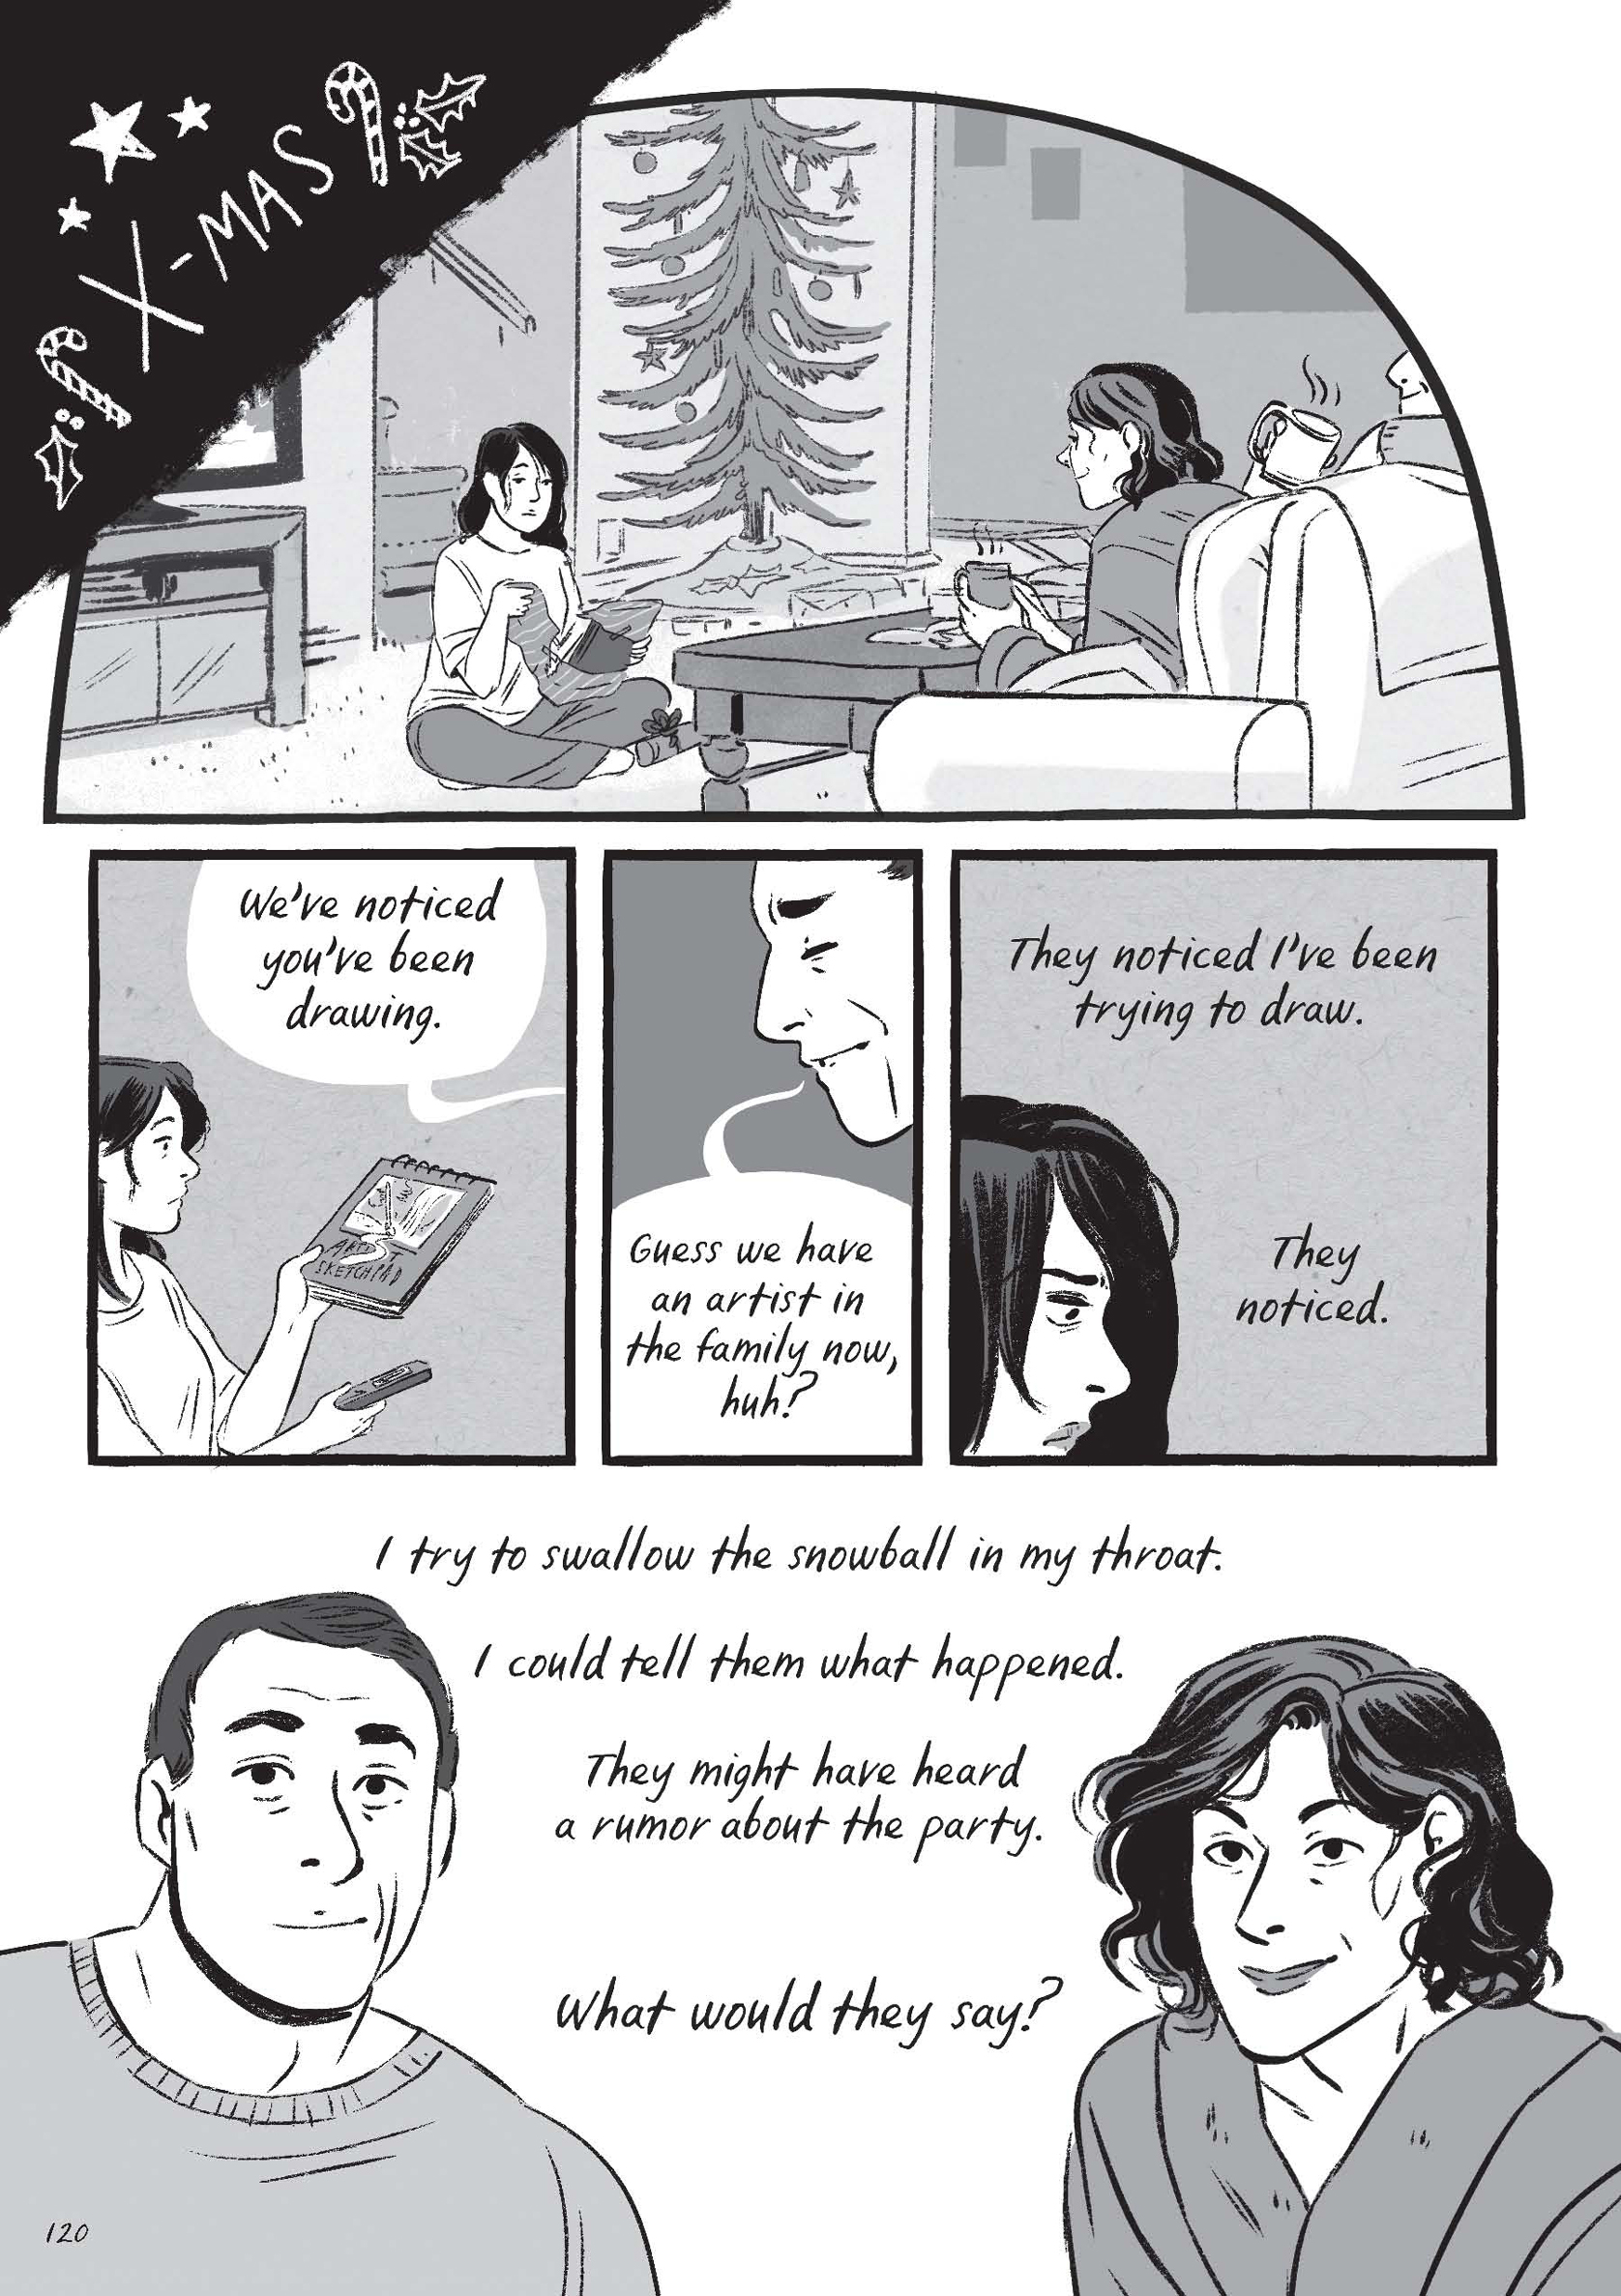 X-MAS
We've noticed
you've been
drawing.
ARTIST
SKETCHPAD
Guess we have
an artist in
the family now,
huh?
They noticed I've been
trying to draw.
They
noticed.
I try to swallow the snowball in my throat.
I could tell them what happened.
They might have heard
a rumor about the party.
What would they say?
120